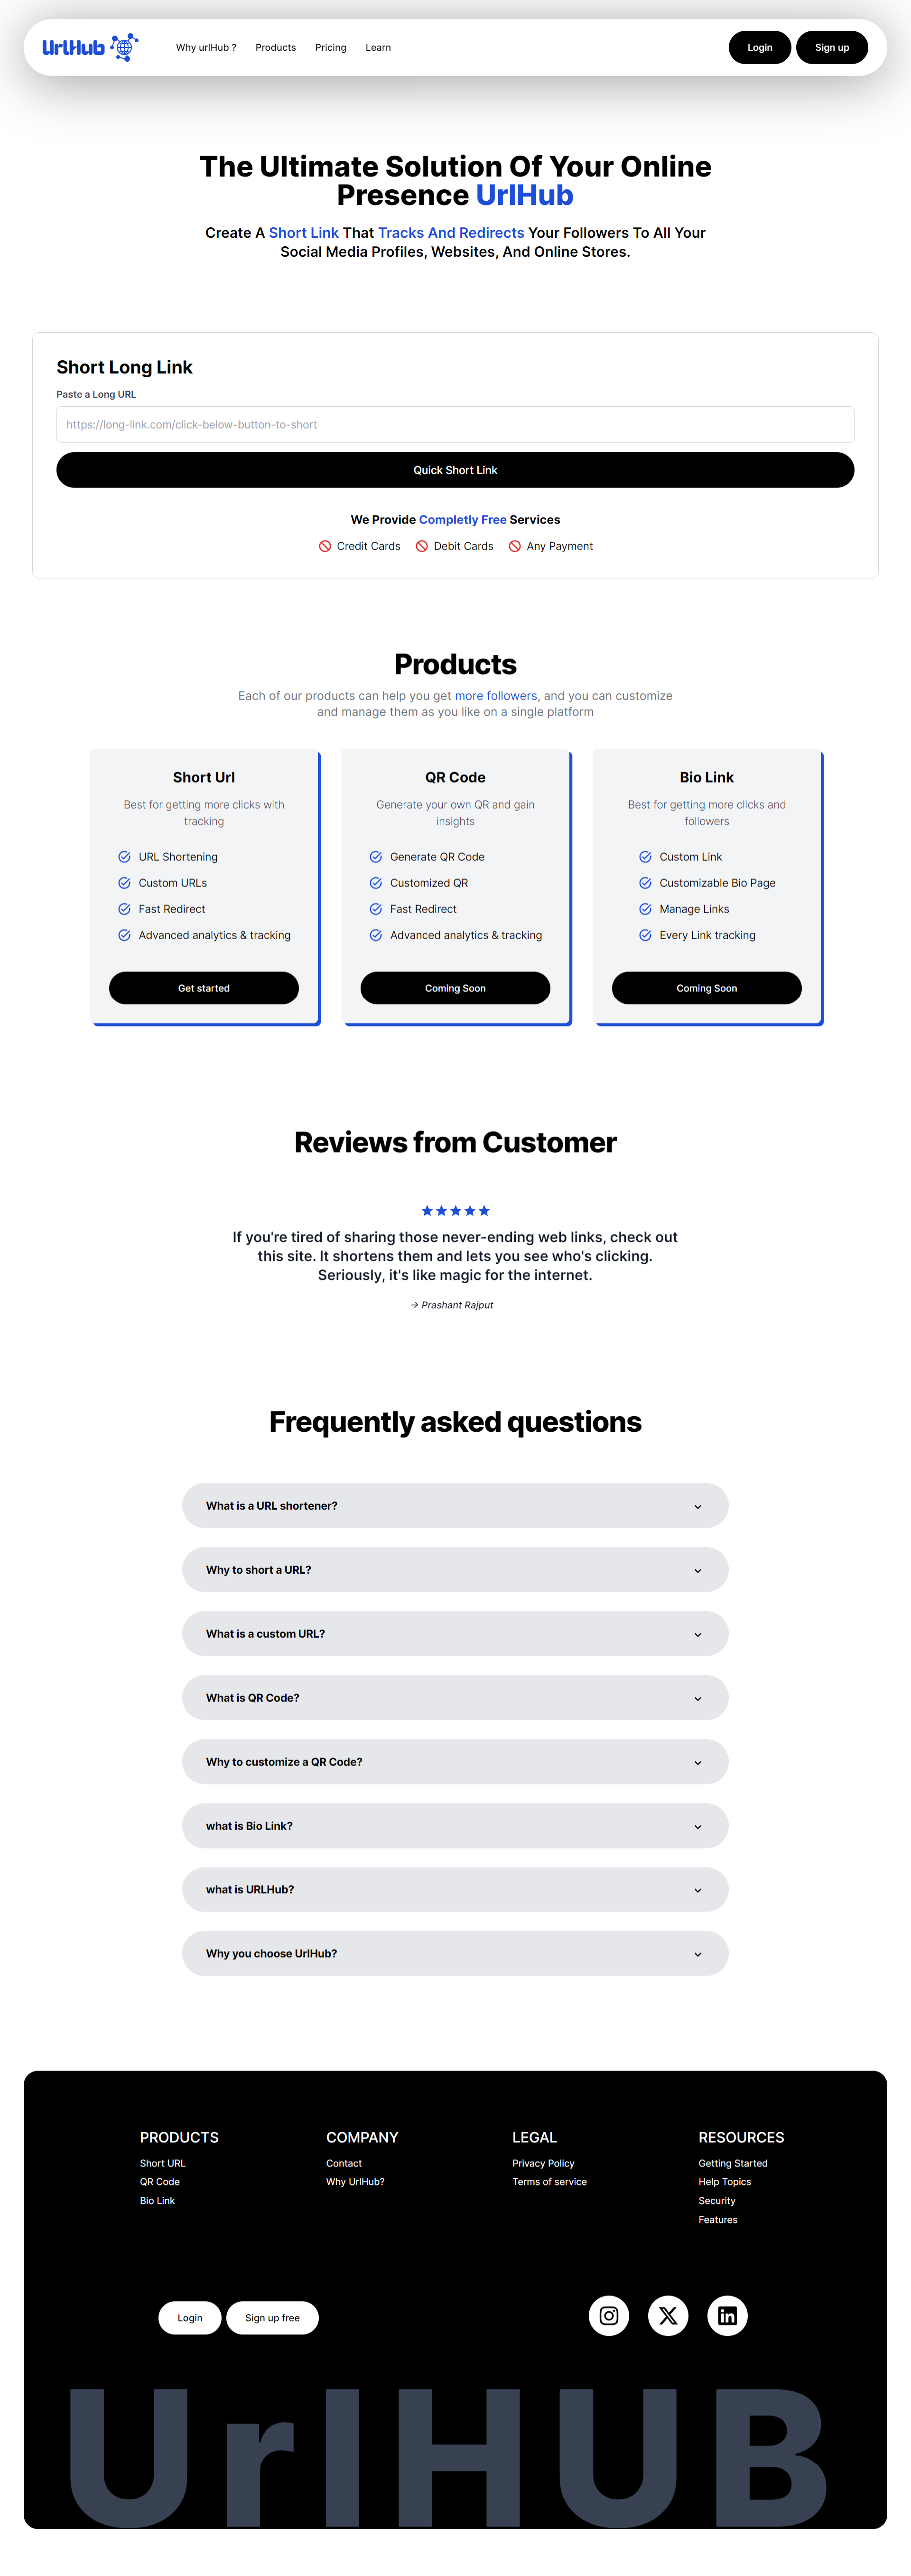 UrlHub
Why urlHub ?
Products
Pricing
Learn
Login
Sign up
The Ultimate Solution Of Your Online
Presence UrlHub
Create A Short Link That Tracks And Redirects Your Followers To All Your
Social Media Profiles, Websites, And Online Stores.
Short Long Link
Paste a Long URL
https://long-link.com/click-below-button-to-short
Quick Short Link
We Provide Completly Free Services
Credit Cards
Debit Cards
Any Payment
Products
Each of our products can help you get more followers, and you can customize
and manage them as you like on a single platform
Short Url
Best for getting more clicks with
tracking
URL Shortening
Custom URLs
Fast Redirect
Advanced analytics & tracking
Get started
QR Code
Generate your own QR and gain
insights
Generate QR Code
Customized QR
Fast Redirect
Advanced analytics & tracking
Coming Soon
Bio Link
Best for getting more clicks and
followers
Custom Link
Customizable Bio Page
Manage Links
Every Link tracking
Coming Soon
Reviews from Customer
If you're tired of sharing those never-ending web links, check out
this site. It shortens them and lets you see who's clicking.
Seriously, it's like magic for the internet.
→ Prashant Rajput
Frequently asked questions
What is a URL shortener?
Why to short a URL?
What is a custom URL?
What is QR Code?
Why to customize a QR Code?
what is Bio Link?
what is URLHub?
Why you choose UrlHub?
PRODUCTS
Short URL
QR Code
Bio Link
COMPANY
Contact
Why UrlHub?
LEGAL
Privacy Policy
Terms of service
RESOURCES
Getting Started
Help Topics
Security
Features
Login
Sign up free
UrlHUB